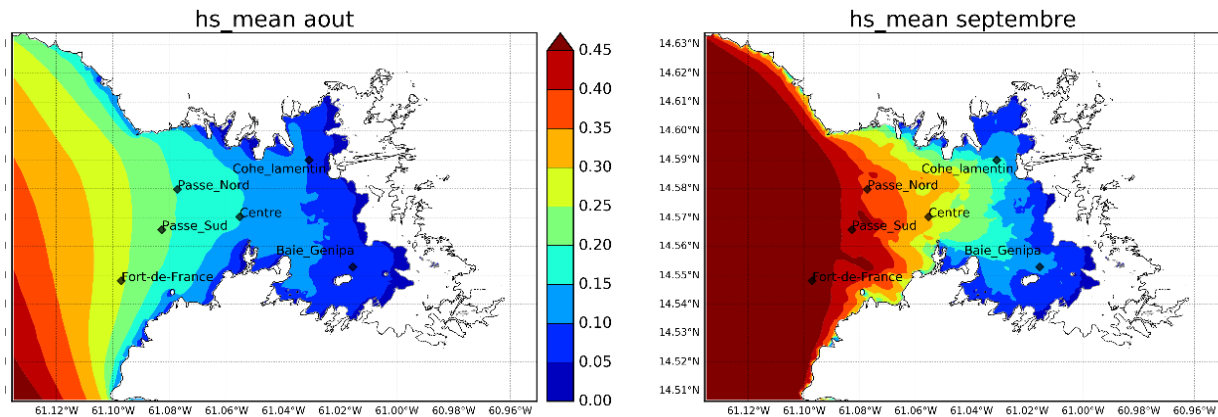 hs_mean aout
hs_mean septembre
Cohe_lamentin
Passe_Nord
Centre
Passe_Sud
Baie_Genipa
Fort-de-France
61.12°W 61.10°W 61.08°W 61.06°W 61.04°W 61.02°W 61.00°W 60.98°W 60.96°W
0.45
0.40
0.35
0.30
0.25
0.20
0.15
0.10
0.05
0.00
14.63°N
14.62°N
14.61°N
14.60°N
14.59°N
14.58°N
14.57°N
14.56°N
14.55°N
14.54°N
14.53°N
14.52°N
14.51°N
Cohe_lamentin
Passe_Nord
Centre
Passe_Sud
Baie_Genipa
Fort-de-France
61.12°W 61.10°W 61.08°W 61.06°W 61.04°W 61.02°W 61.00°W 60.98°W 60.96°W